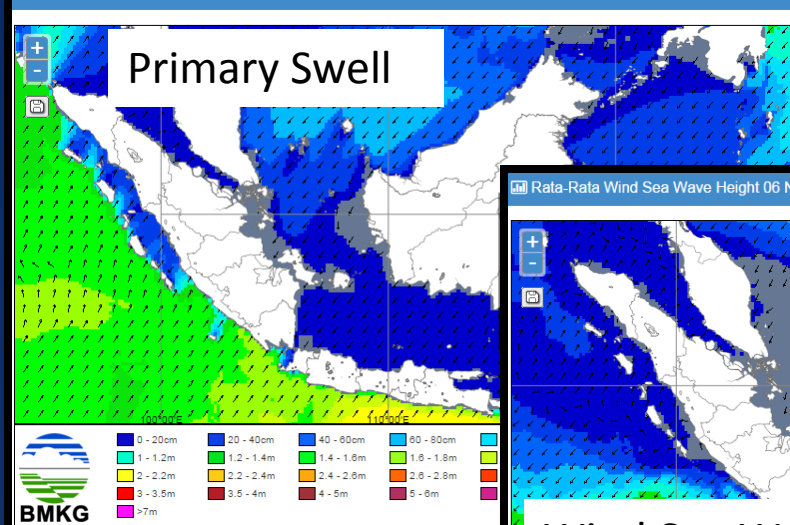 Primary Swell
+
-
100°00'E 110°00'E
0 - 20cm 20 - 40cm 40 - 60cm 60 - 80cm
1 - 1.2m 1.2 - 1.4m 1.4 - 1.6m 1.6 - 1.8m
2 - 2.2m 2.2 - 2.4m 2.4 - 2.6m 2.6 - 2.8m
3 - 3.5m 3.5 - 4m 4 - 5m 5 - 6m
>7m
BMKG
Rata-Rata Wind Sea Wave Height 06 N
+
-